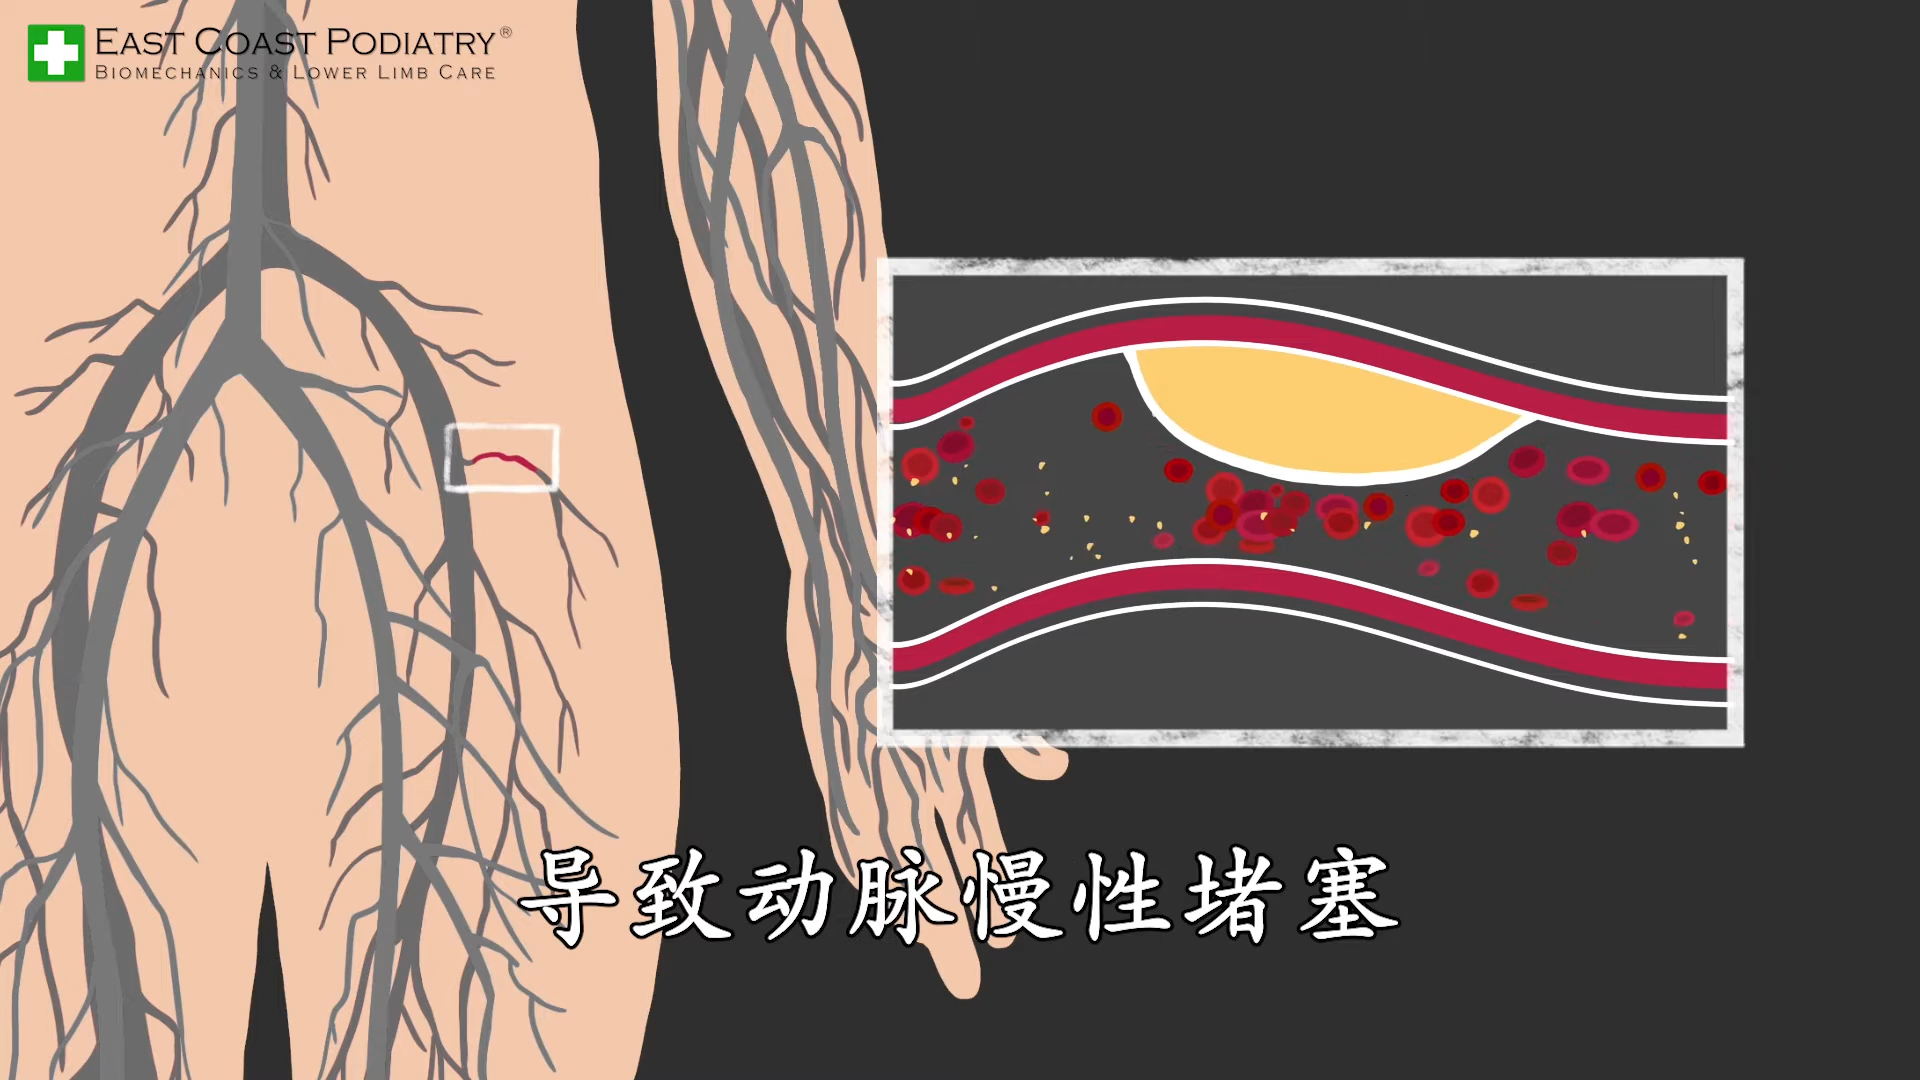 EAST COAST PODIATRY®
BIOMECHANICS & LOWER LIMB CARE
导致动脉慢性堵塞